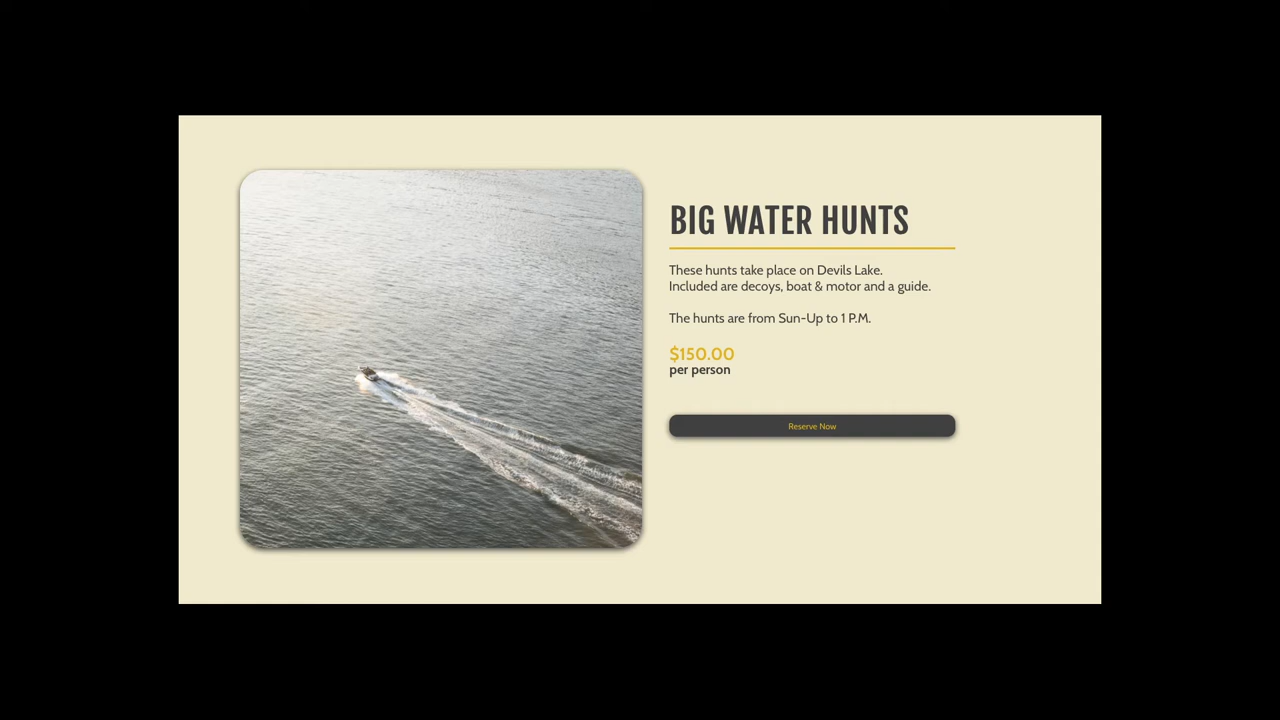 BIG WATER HUNTS
These hunts take place on Devils Lake.
Included are decoys, boat & motor and a guide.
The hunts are from Sun-Up to 1 P.M.
$150.00
per person
Reserve Now